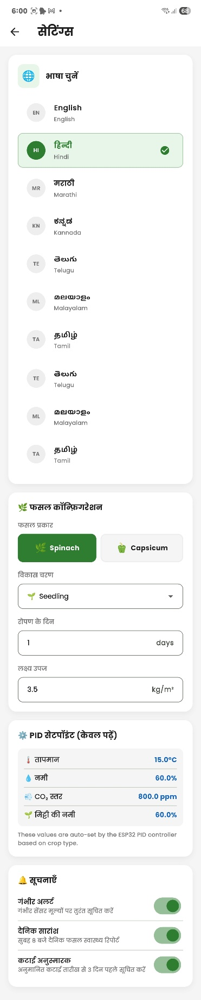 6:00
68
सेटिंग्स
भाषा चुनें
EN
English
English
HI
हिन्दी
Hindi
MR
मराठी
Marathi
KN
ಕನ್ನಡ
Kannada
TE
తెలుగు
Telugu
ML
മലയാളം
Malayalam
TA
தமிழ்
Tamil
TE
తెలుగు
Telugu
ML
മലയാളം
Malayalam
TA
தமிழ்
Tamil
फसल कॉन्फ़िगरेशन
फसल प्रकार
Spinach
Capsicum
विकास चरण
Seedling
रोपण के दिन
1 days
लक्ष्य उपज
3.5 kg/m²
PID सेटपॉइंट (केवल पढ़ें)
तापमान 15.0°C
नमी 60.0%
CO₂ स्तर 800.0 ppm
मिट्टी की नमी 60.0%
These values are auto-set by the ESP32 PID controller
based on crop type.
सूचनाएँ
गंभीर अलर्ट
गंभीर सेंसर मूल्यों पर तुरंत सूचित करें
दैनिक सारांश
सुबह 8 बजे दैनिक फसल स्वास्थ्य रिपोर्ट
कटाई अनुस्मारक
अनुमानित कटाई तारीख से 3 दिन पहले सूचित करें